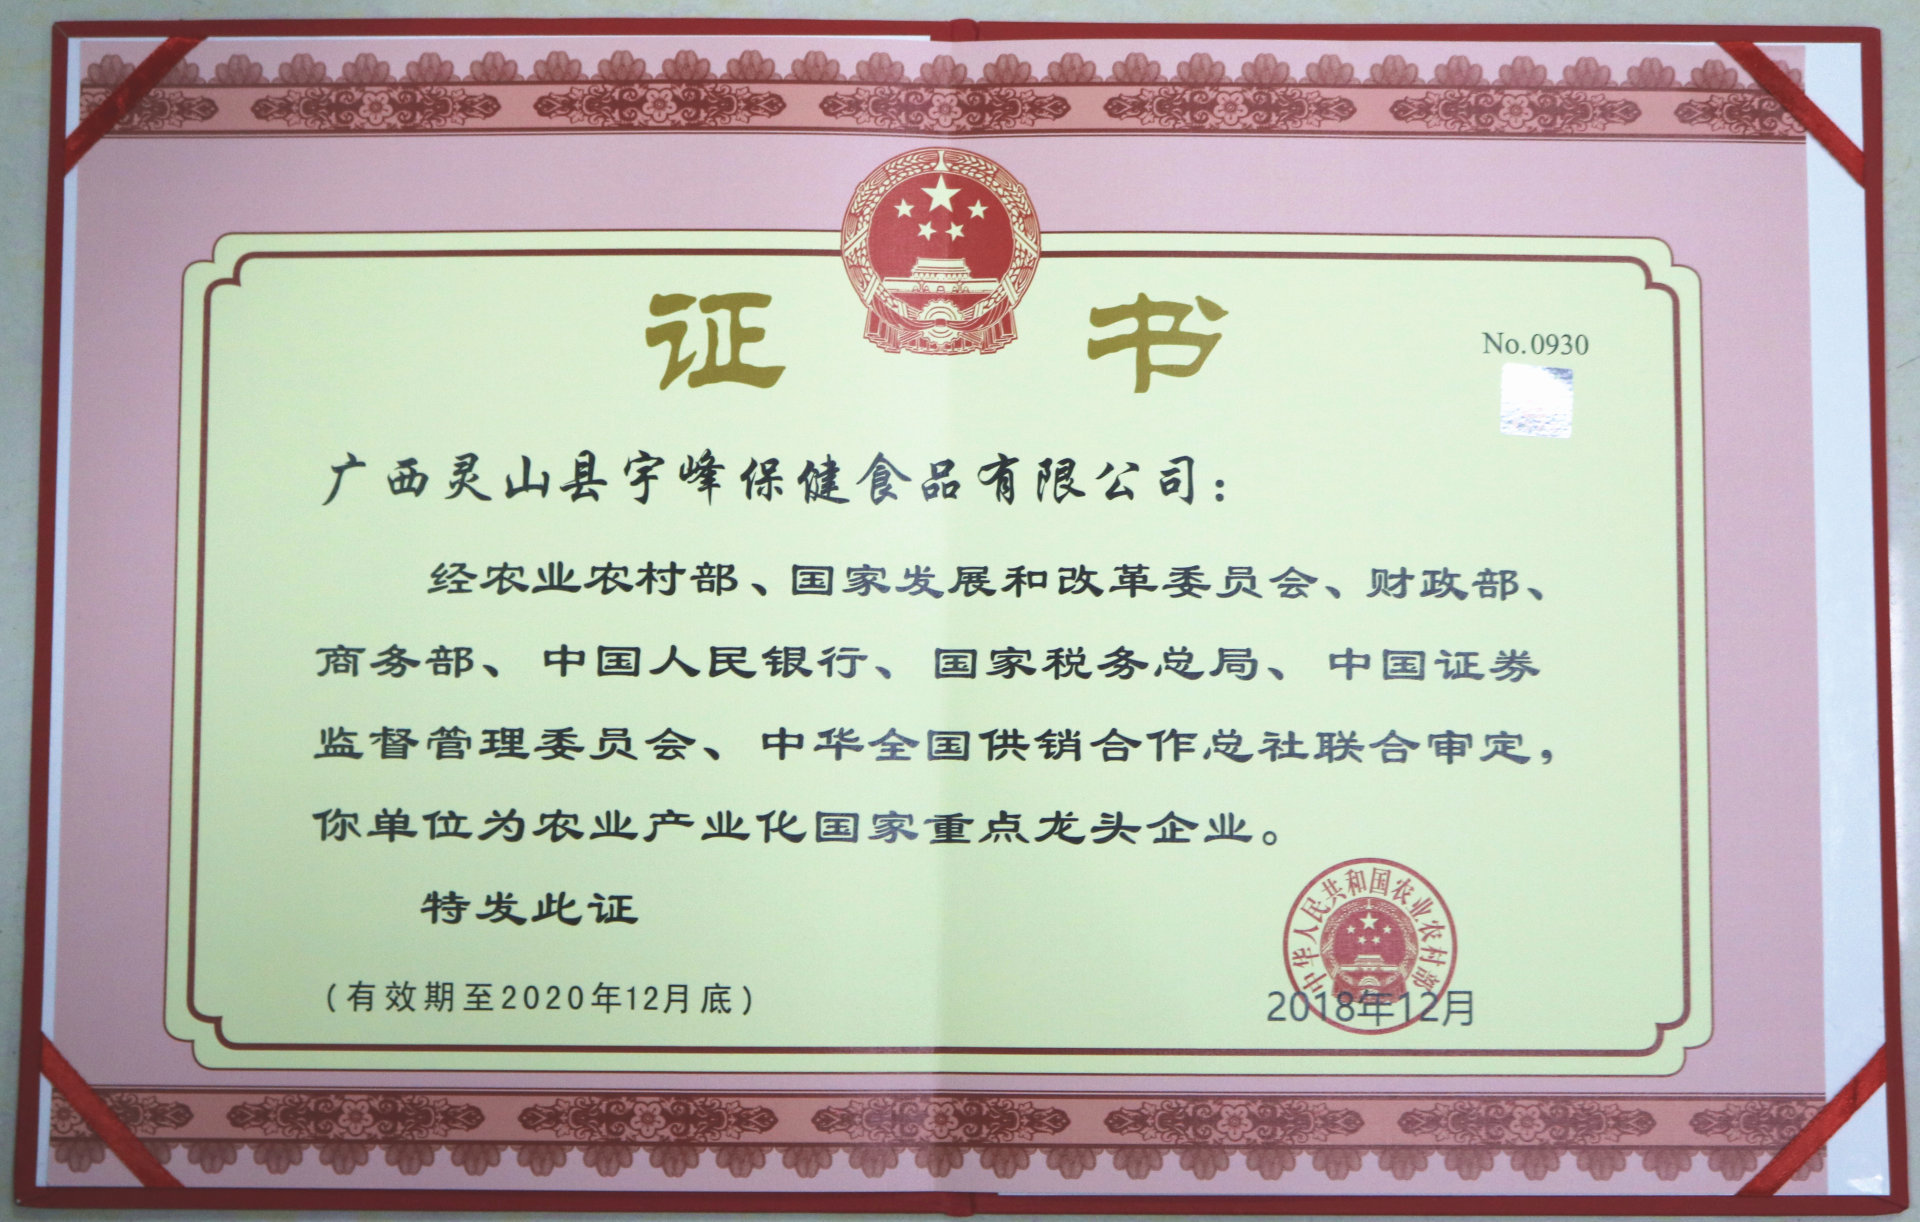 证书
No.0930
广西灵山县宇峰保健食品有限公司：
经农业农村部、国家发展和改革委员会、财政部、
商务部、中国人民银行、国家税务总局、中国证券
监督管理委员会、中华全国供销合作总社联合审定，
你单位为农业产业化国家重点龙头企业。
特发此证
(有效期至2020年12月底)
中华人民共和国农业农村部
2018年12月